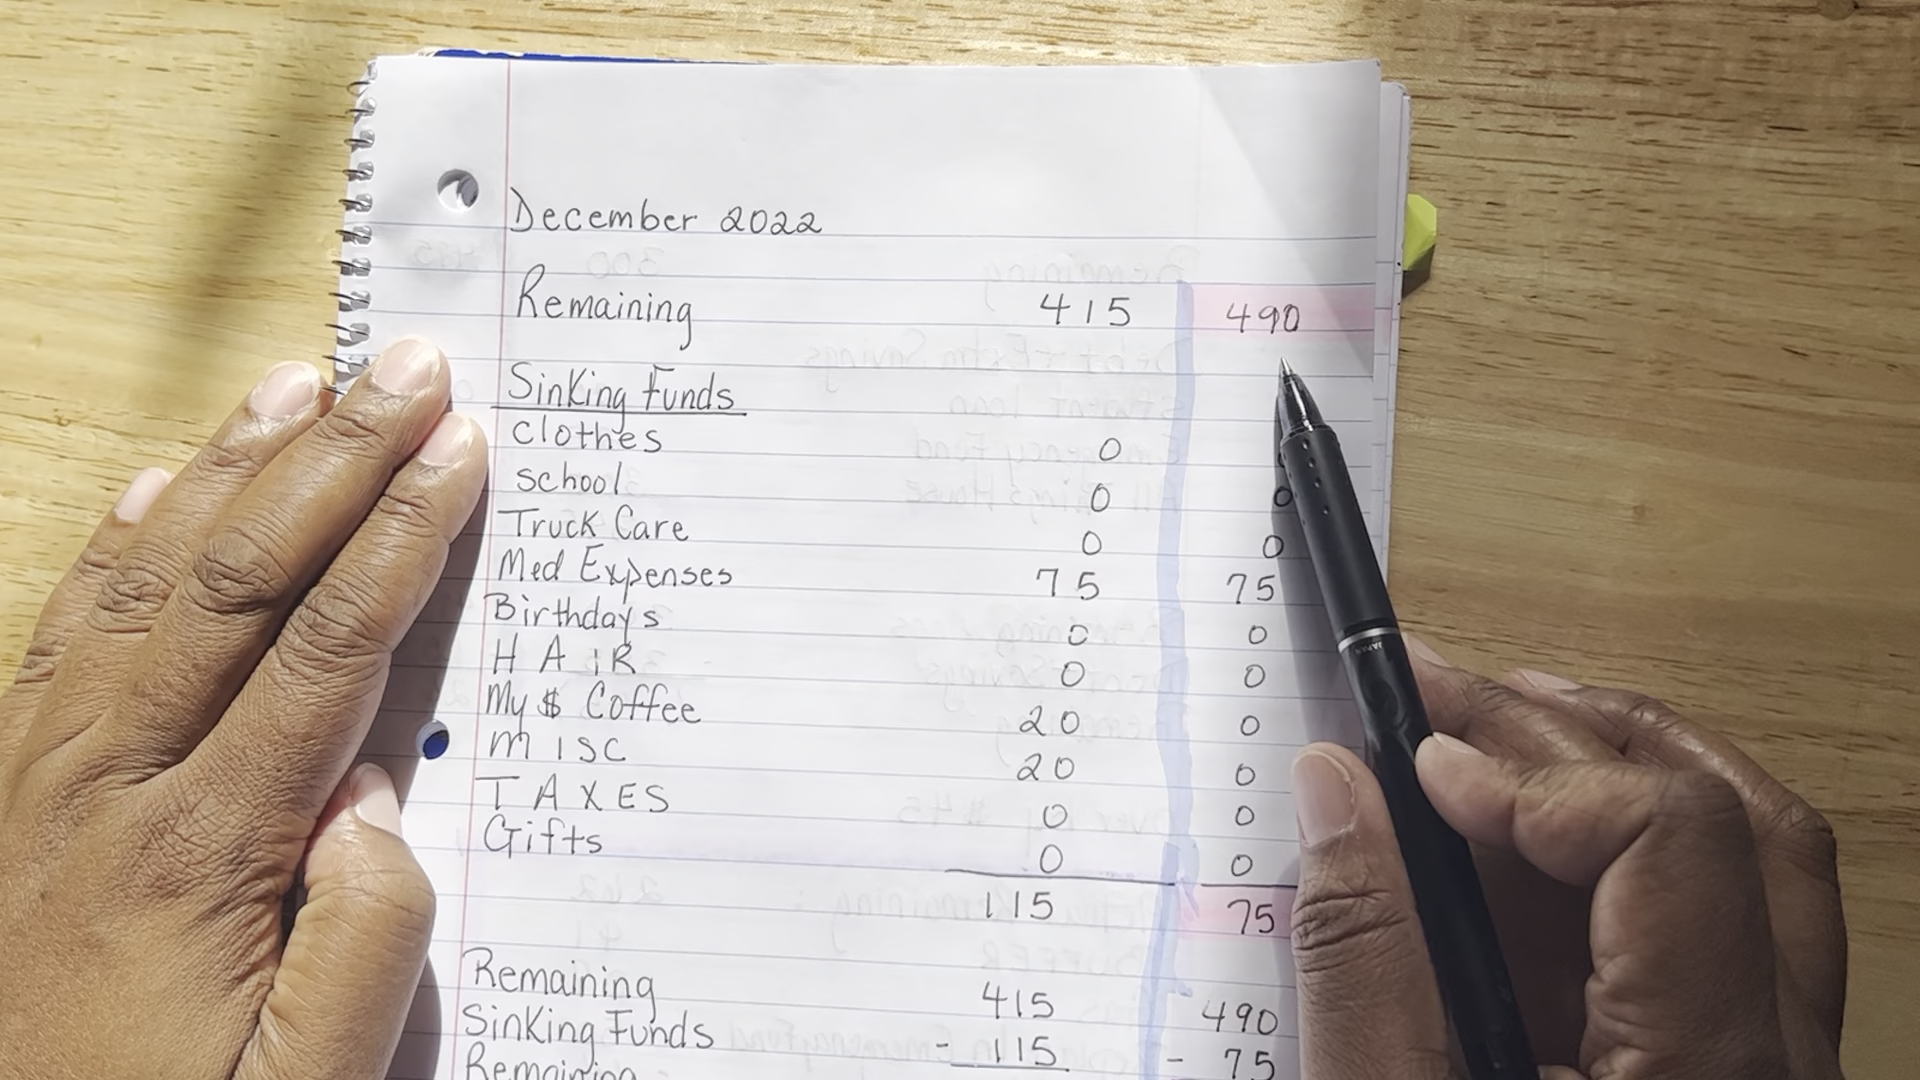 December 2022
Remaining 415 490
Sinking Funds
Clothes 0
School 0 0
Truck Care 0 0
Med Expenses 75 75
Birthdays 0 0
HAiR 0 0
My $ Coffee 20 0
MISC 20 0
TAXES 0 0
Gifts 0 0
115 75
Remaining 415 490
Sinking Funds - 115 - 75
Remaining
JAPAN